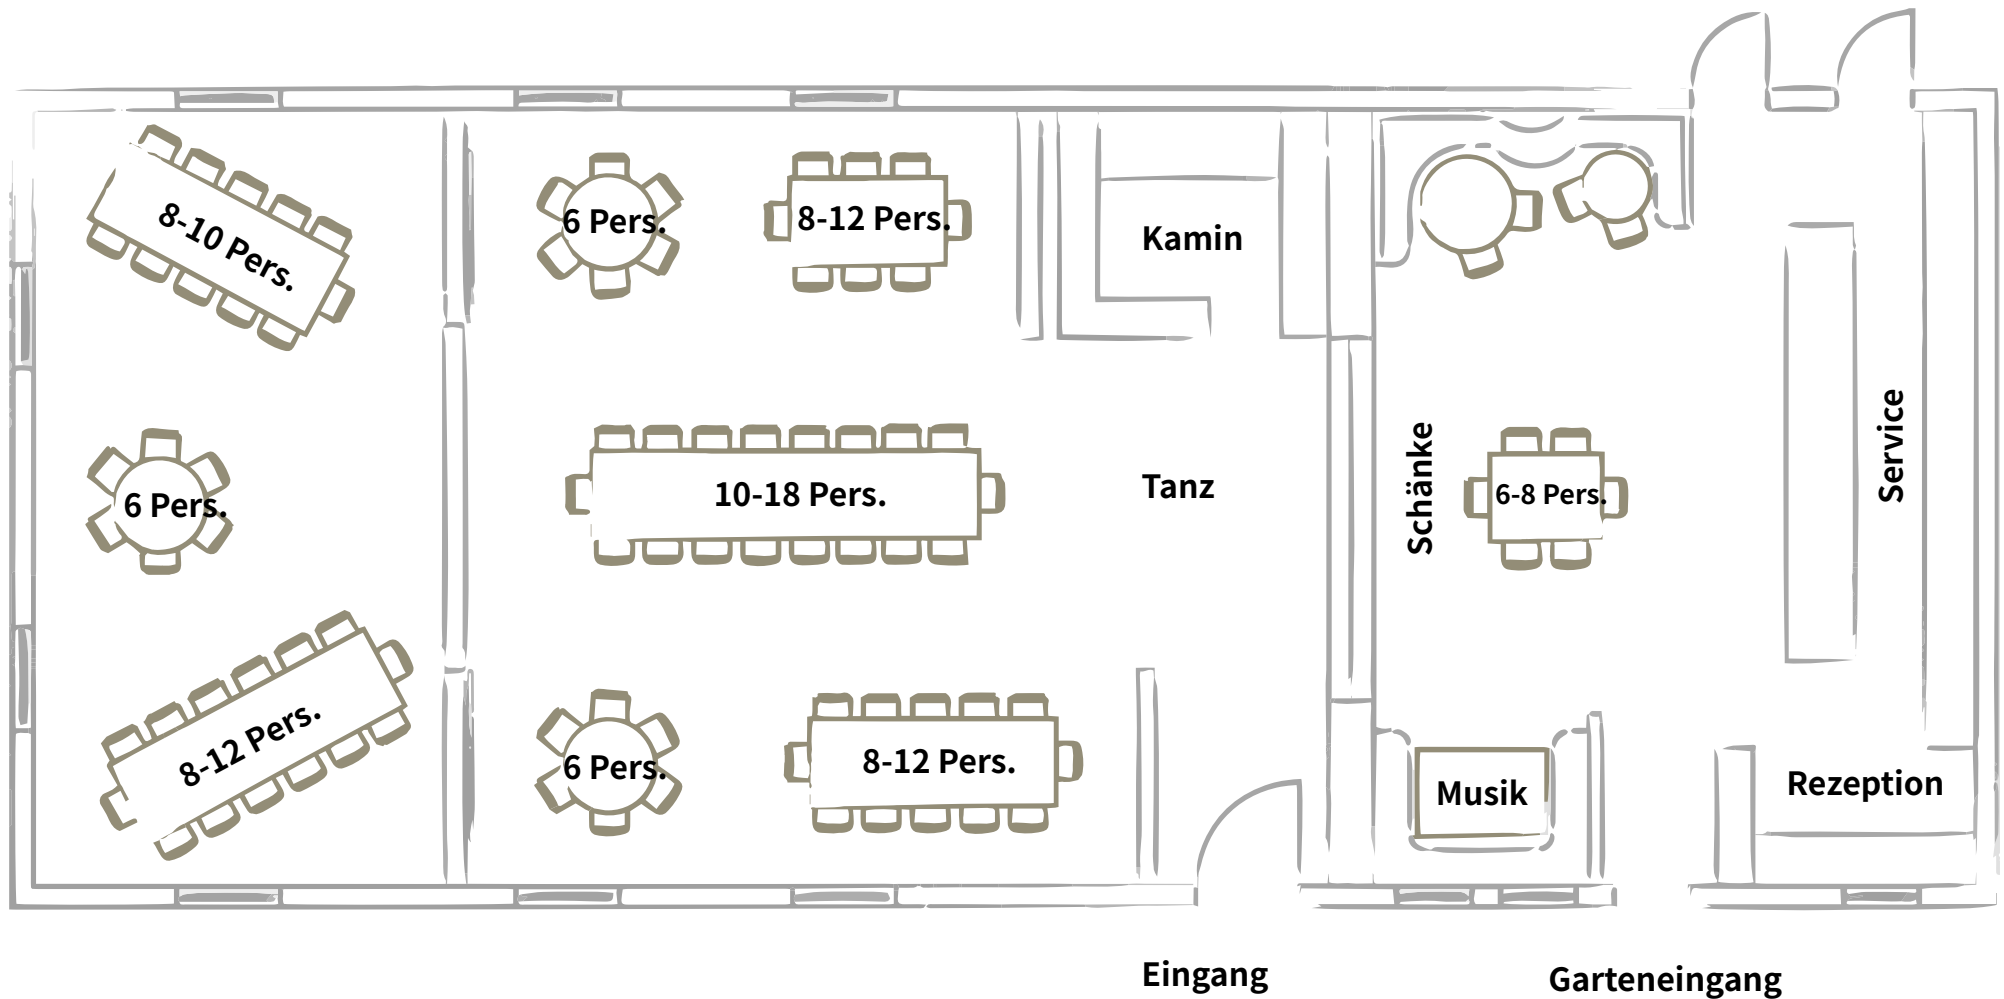 8-10 Pers.
6 Pers.
8-12 Pers.
Kamin
6 Pers.
10-18 Pers.
Tanz
Schänke
6-8 Pers.
Service
8-12 Pers.
6 Pers.
8-12 Pers.
Musik
Rezeption
Eingang
Garteneingang